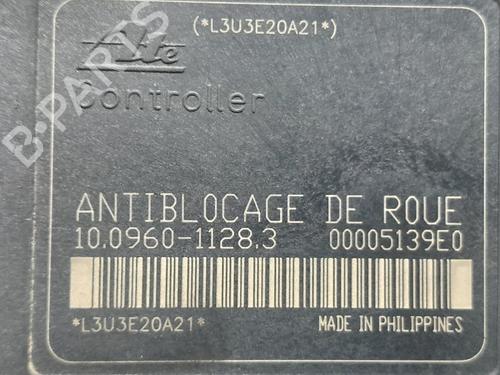 (*L3U3E20A21*)
Ate
Controller
B-PARTS
ANTIBLOCAGE DE ROUE
10.0960-1128.3 00005139E0
*L3U3E20A21* MADE IN PHILIPPINES